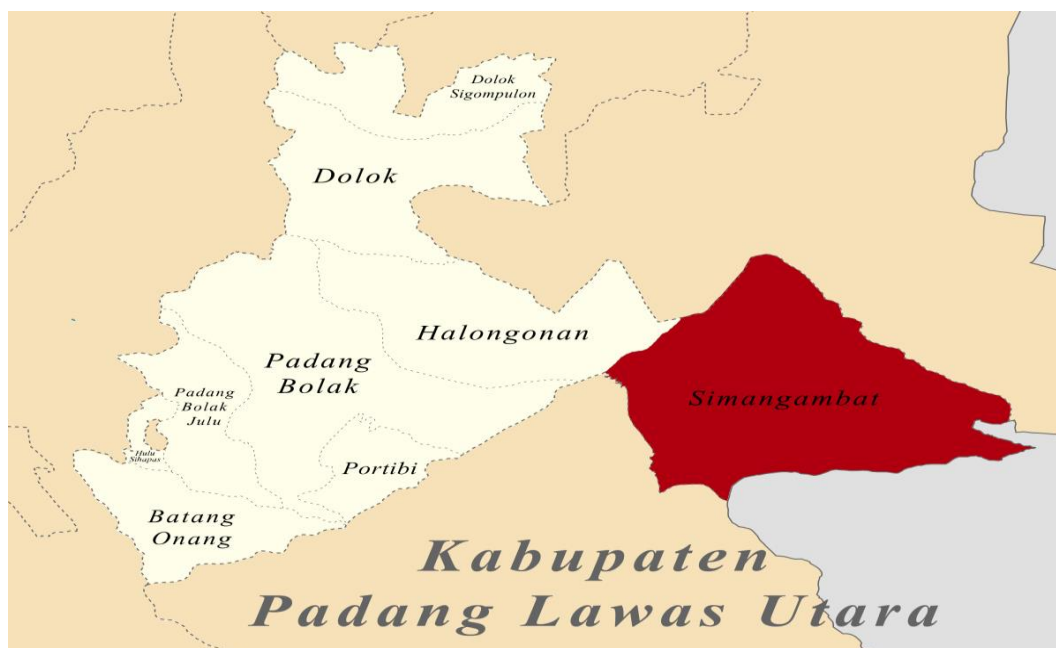 Dolok
Sigompulon
Dolok
Halongonan
Padang
Bolak
Simangambat
Padang
Bolak
Julu
Hulu
Sihapas
Portibi
Batang
Onang
Kabupaten
Padang Lawas Utara